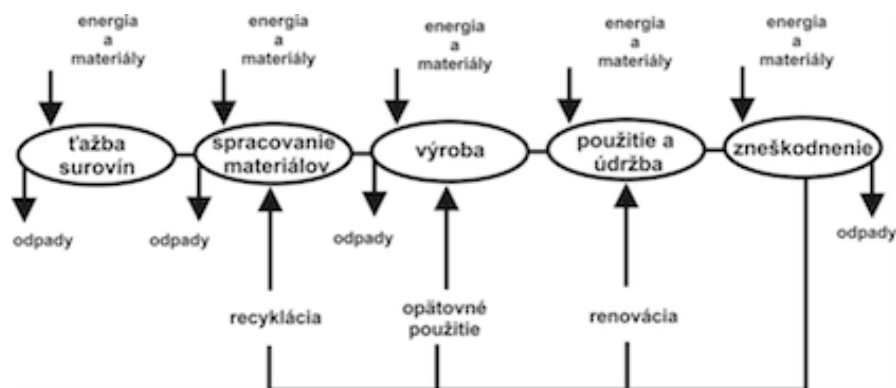 energia
a
materiály
energia
a
materiály
energia
a
materiály
energia
a
materiály
energia
a
materiály
ťažba
surovín
spracovanie
materiálov
výroba
použitie a
údržba
zneškodnenie
odpady
odpady
odpady
odpady
recyklácia
opätovné
použitie
renovácia